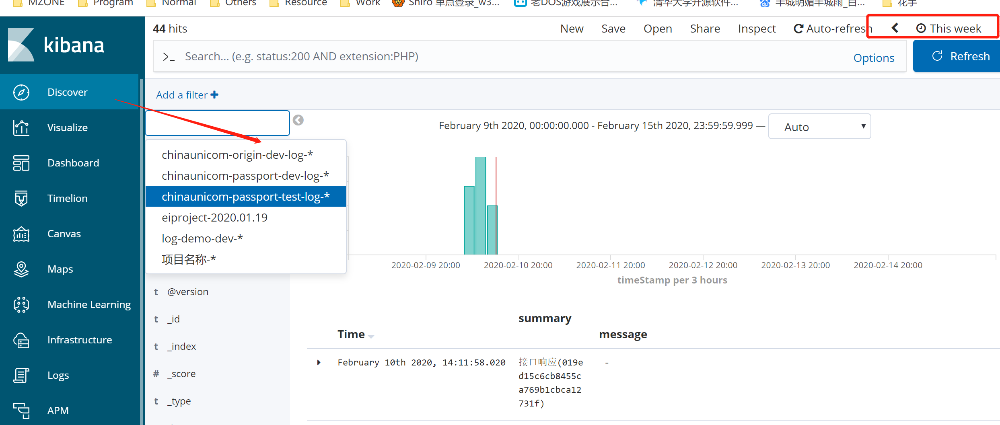 MZONE Program Normal Others Resource Work Shiro 单点登录_w3... 老DOS游戏展示合... 清华大学开源软件... 半城明媚半城雨_百... 花手
44 hits New Save Open Share Inspect Auto-refresh This week
kibana
>_ Search... (e.g. status:200 AND extension:PHP) Options Refresh
Discover
Add a filter
February 9th 2020, 00:00:00.000 - February 15th 2020, 23:59:59.999 — Auto
Visualize
chinaunicom-origin-dev-log-*
Dashboard
chinaunicom-passport-dev-log-*
Timelion
chinaunicom-passport-test-log-*
eiproject-2020.01.19
Canvas
log-demo-dev-*
项目名称-*
Maps
2020-02-09 20:00 2020-02-10 20:00 2020-02-11 20:00 2020-02-12 20:00 2020-02-13 20:00 2020-02-14 20:00
timeStamp per 3 hours
t @version
Machine Learning
t _id
summary
Infrastructure
Time message
t _index
February 10th 2020, 14:11:58.020 接口响应(019e -
d15c6cb8455c
a769b1cbca12
731f)
Logs
# _score
t _type
APM